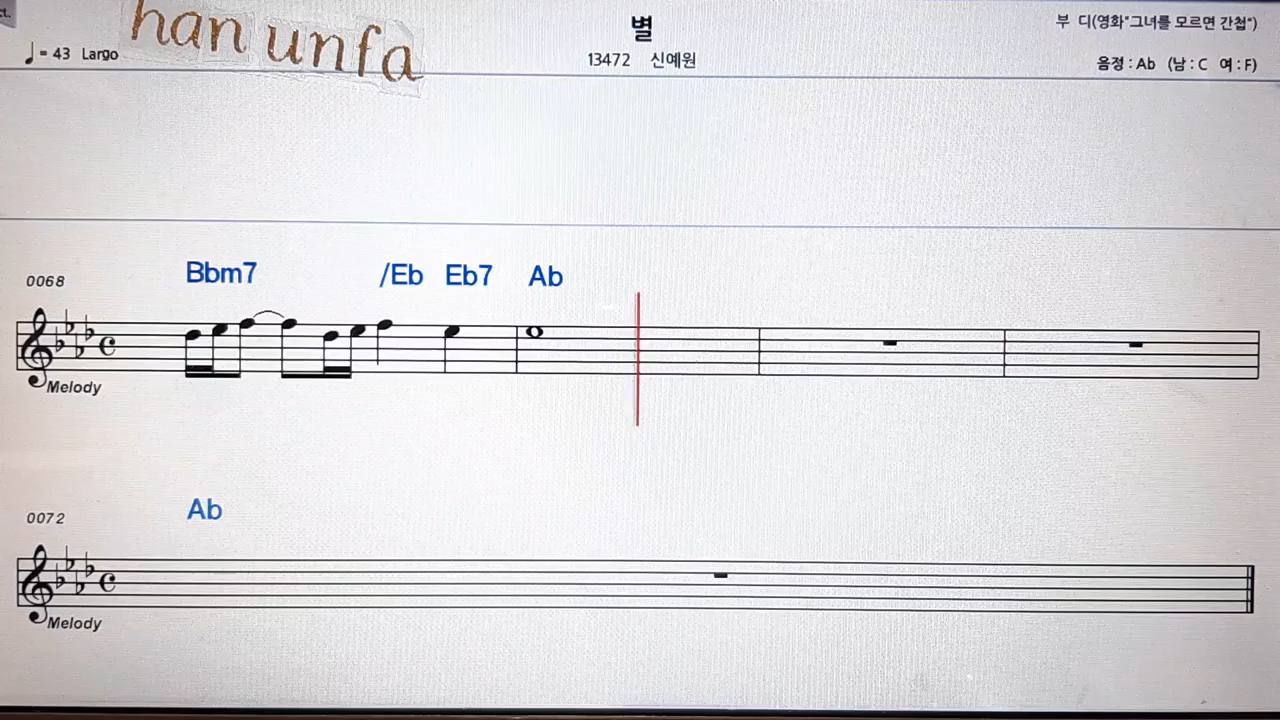 han unfa
별
부 디(영화"그녀를 모르면 간첩")
♩= 43 Largo
13472 신예원
음정 : Ab (남 : C 여 : F)
0068
Bbm7 /Eb Eb7 Ab
Melody
0072
Ab
Melody